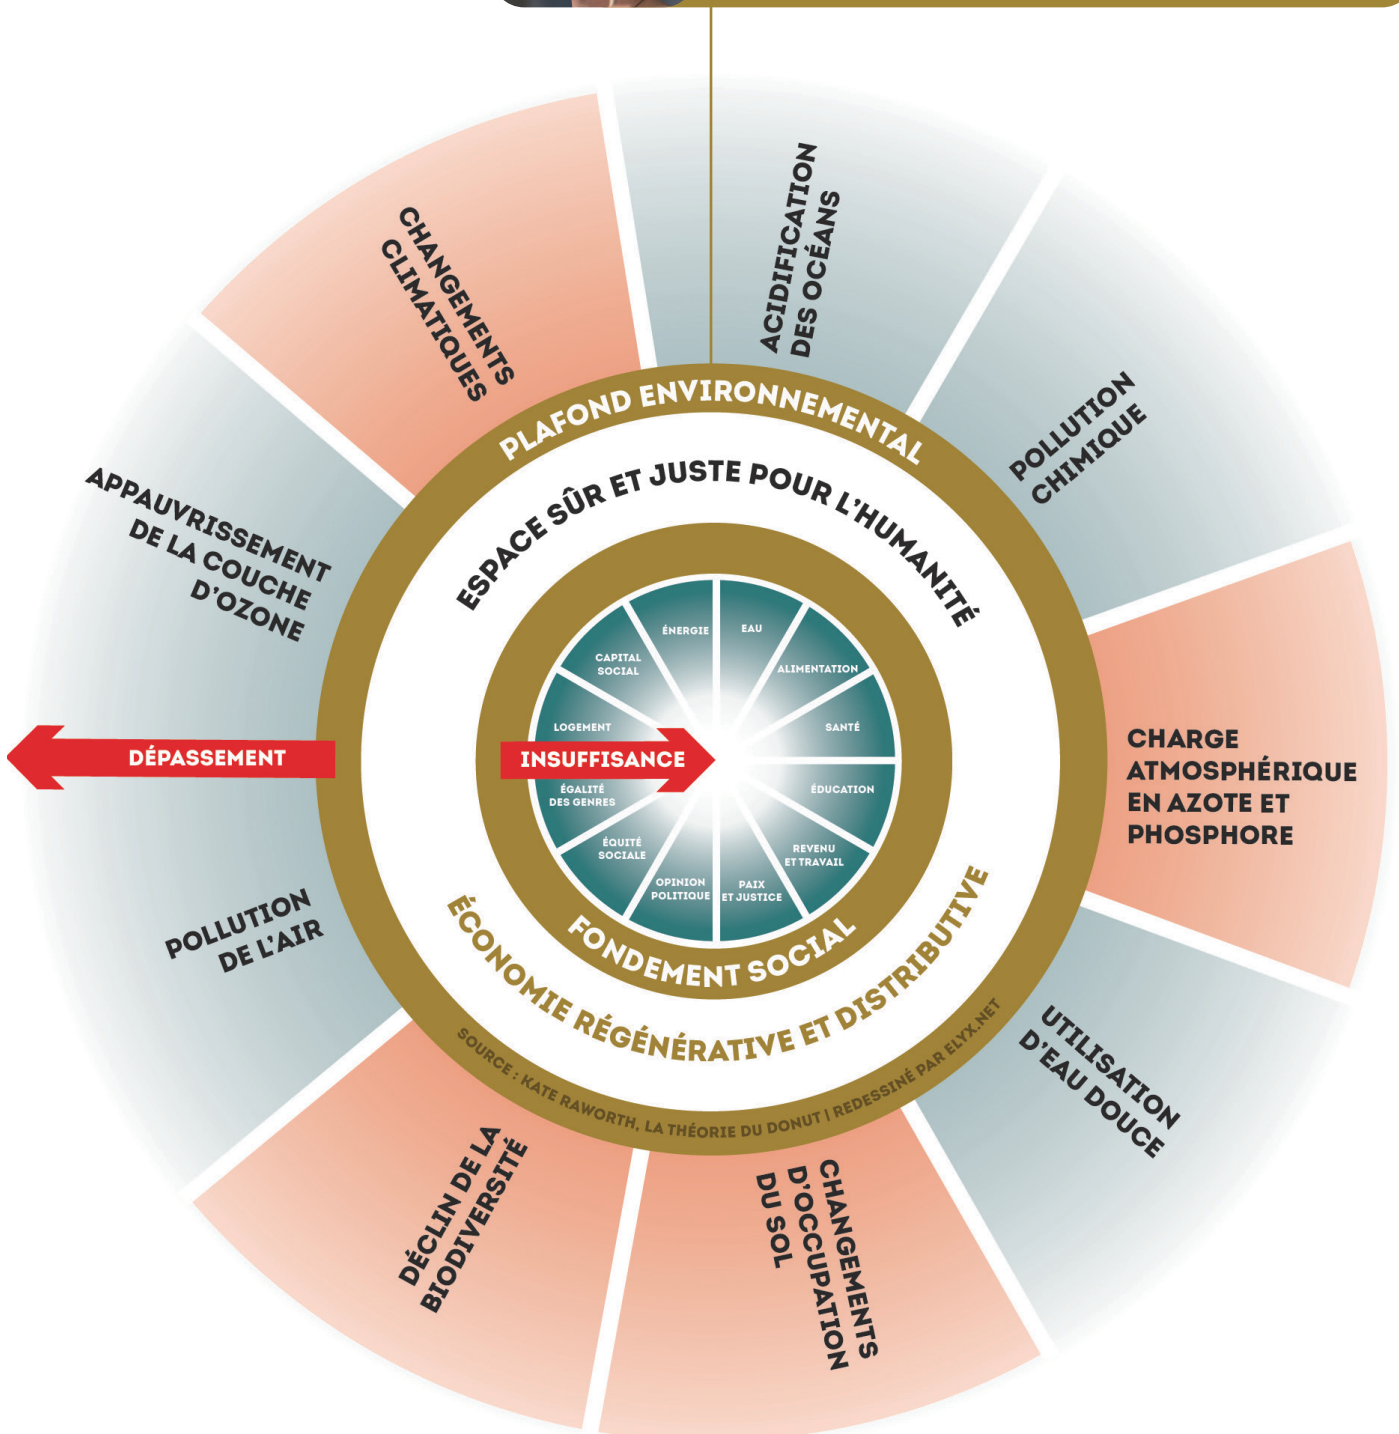 ACIDIFICATION
DES OCÉANS
POLLUTION
CHIMIQUE
CHARGE
ATMOSPHÉRIQUE
EN AZOTE ET
PHOSPHORE
UTILISATION
D'EAU DOUCE
CHANGEMENTS
D'OCCUPATION
DU SOL
DÉCLIN DE LA
BIODIVERSITÉ
POLLUTION
DE L'AIR
DÉPASSEMENT
APPAUVRISSEMENT
DE LA COUCHE
D'OZONE
CHANGEMENTS
CLIMATIQUES
PLAFOND ENVIRONNEMENTAL
ESPACE SÛR ET JUSTE POUR L'HUMANITÉ
EAU
ALIMENTATION
SANTÉ
ÉDUCATION
REVENU
ET TRAVAIL
PAIX
ET JUSTICE
OPINION
POLITIQUE
ÉQUITÉ
SOCIALE
ÉGALITÉ
DES GENRES
INSUFFISANCE
LOGEMENT
CAPITAL
SOCIAL
ÉNERGIE
FONDEMENT SOCIAL
ÉCONOMIE RÉGÉNÉRATIVE ET DISTRIBUTIVE
SOURCE : KATE RAWORTH, LA THÉORIE DU DONUT | REDESSINÉ PAR ELYX.NET